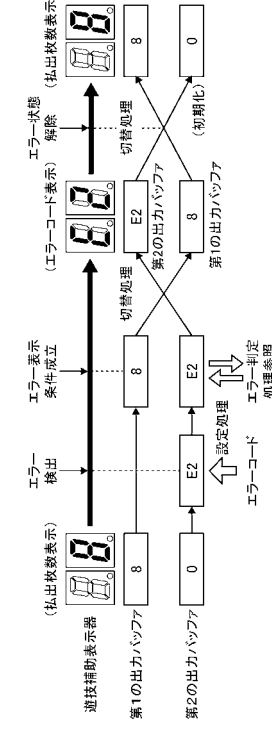 (払出枚数表示)
(エラーコード表示)
(払出枚数表示)
エラー
検出
エラー表示
条件成立
エラー状態
解除
遊技補助表示器
切替処理
切替処理
第1の出力バッファ
8
8
E2
8
第2の出力バッファ
第2の出力バッファ
0
E2
E2
8
0
第1の出力バッファ
(初期化)
設定処理
エラーコード
エラー判定
処理参照